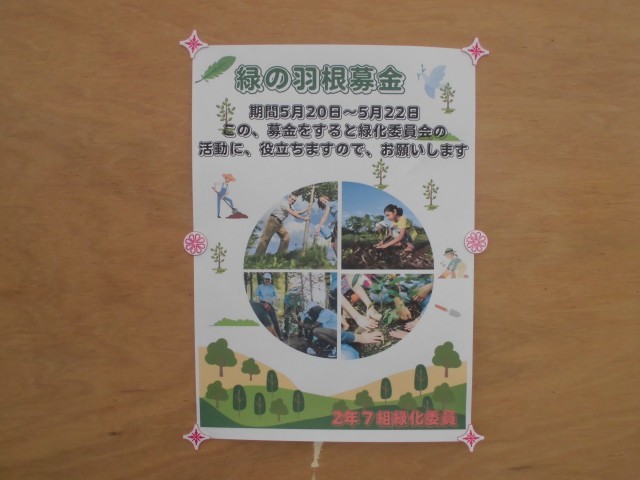 緑の羽根募金
期間5月20日～5月22日
この、募金をすると緑化委員会の
活動に、役立ちますので、お願いします
2年７組緑化委員